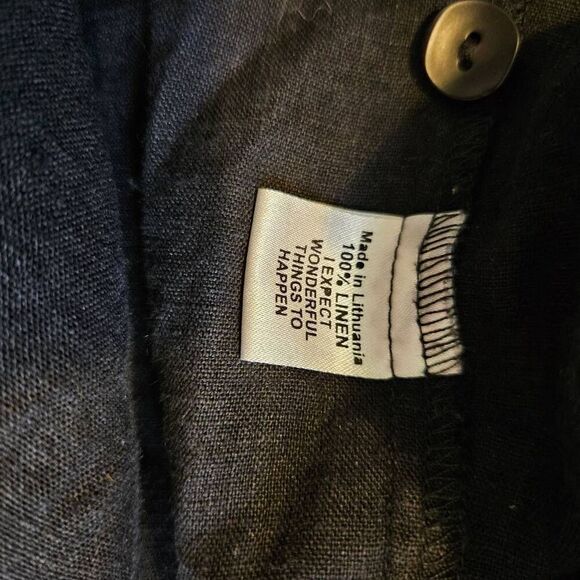 Made in Lithuania
100% LINEN
I EXPECT
WONDERFUL
THINGS TO
HAPPEN